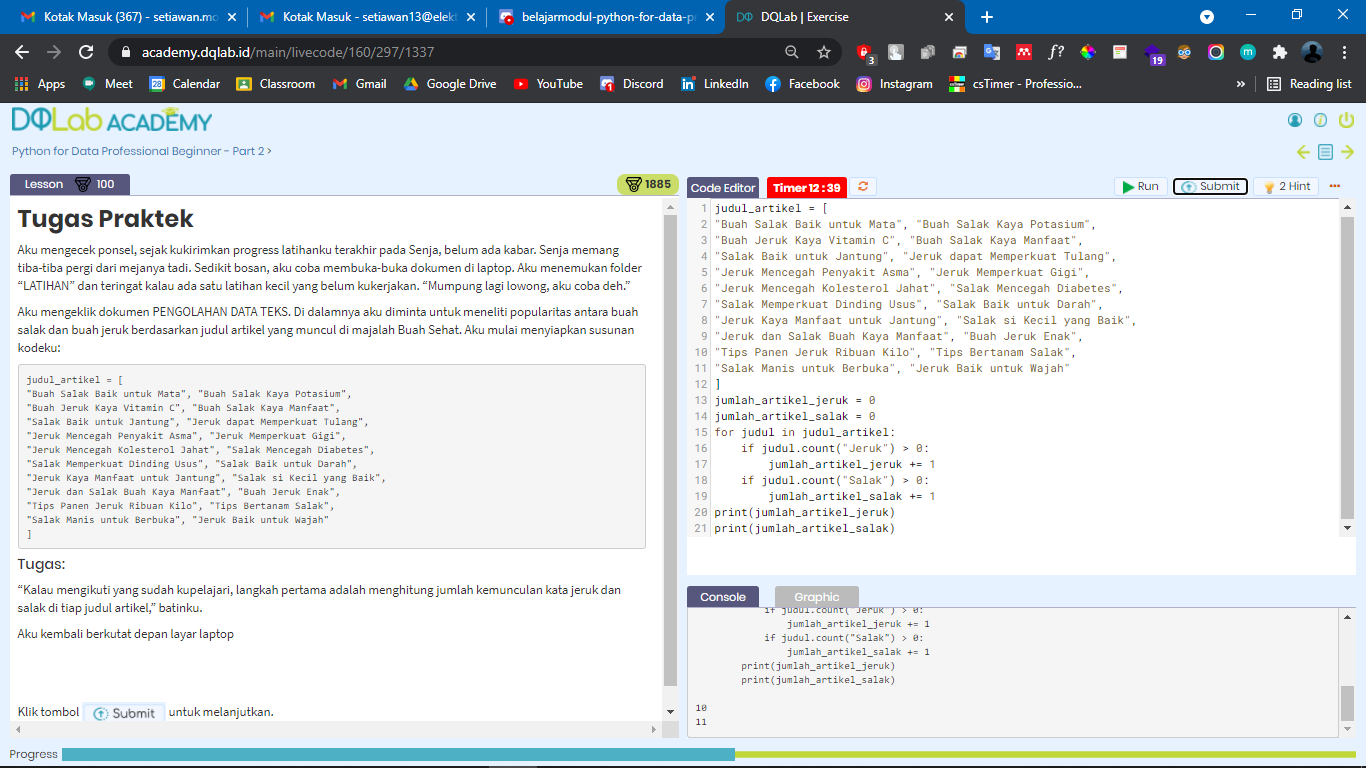 Kotak Masuk (367) - setiawan.mo
Kotak Masuk - setiawan13@elekt
belajarmodul-python-for-data-p
DQLab | Exercise
academy.dqlab.id/main/livecode/160/297/1337
3
19
Apps
Meet
28
Calendar
Classroom
Gmail
Google Drive
YouTube
Discord
LinkedIn
Facebook
Instagram
csTimer - Professio...
Reading list
DQLab ACADEMY
Python for Data Professional Beginner - Part 2 >
Lesson 100
1885
Tugas Praktek
Aku mengecek ponsel, sejak kukirimkan progress latihanku terakhir pada Senja, belum ada kabar. Senja memang
tiba-tiba pergi dari mejanya tadi. Sedikit bosan, aku coba membuka-buka dokumen di laptop. Aku menemukan folder
“LATIHAN” dan teringat kalau ada satu latihan kecil yang belum kukerjakan. “Mumpung lagi lowong, aku coba deh.”
Aku mengeklik dokumen PENGOLAHAN DATA TEKS. Di dalamnya aku diminta untuk meneliti popularitas antara buah
salak dan buah jeruk berdasarkan judul artikel yang muncul di majalah Buah Sehat. Aku mulai menyiapkan susunan
kodeku:
judul_artikel = [
"Buah Salak Baik untuk Mata", "Buah Salak Kaya Potasium",
"Buah Jeruk Kaya Vitamin C", "Buah Salak Kaya Manfaat",
"Salak Baik untuk Jantung", "Jeruk dapat Memperkuat Tulang",
"Jeruk Mencegah Penyakit Asma", "Jeruk Memperkuat Gigi",
"Jeruk Mencegah Kolesterol Jahat", "Salak Mencegah Diabetes",
"Salak Memperkuat Dinding Usus", "Salak Baik untuk Darah",
"Jeruk Kaya Manfaat untuk Jantung", "Salak si Kecil yang Baik",
"Jeruk dan Salak Buah Kaya Manfaat", "Buah Jeruk Enak",
"Tips Panen Jeruk Ribuan Kilo", "Tips Bertanam Salak",
"Salak Manis untuk Berbuka", "Jeruk Baik untuk Wajah"
]
Tugas:
“Kalau mengikuti yang sudah kupelajari, langkah pertama adalah menghitung jumlah kemunculan kata jeruk dan
salak di tiap judul artikel,” batinku.
Aku kembali berkutat depan layar laptop
Klik tombol Submit untuk melanjutkan.
Code Editor
Timer 12 : 39
Run
Submit
2 Hint
1 judul_artikel = [
2 "Buah Salak Baik untuk Mata", "Buah Salak Kaya Potasium",
3 "Buah Jeruk Kaya Vitamin C", "Buah Salak Kaya Manfaat",
4 "Salak Baik untuk Jantung", "Jeruk dapat Memperkuat Tulang",
5 "Jeruk Mencegah Penyakit Asma", "Jeruk Memperkuat Gigi",
6 "Jeruk Mencegah Kolesterol Jahat", "Salak Mencegah Diabetes",
7 "Salak Memperkuat Dinding Usus", "Salak Baik untuk Darah",
8 "Jeruk Kaya Manfaat untuk Jantung", "Salak si Kecil yang Baik",
9 "Jeruk dan Salak Buah Kaya Manfaat", "Buah Jeruk Enak",
10 "Tips Panen Jeruk Ribuan Kilo", "Tips Bertanam Salak",
11 "Salak Manis untuk Berbuka", "Jeruk Baik untuk Wajah"
12 ]
13 jumlah_artikel_jeruk = 0
14 jumlah_artikel_salak = 0
15 for judul in judul_artikel:
16 if judul.count("Jeruk") > 0:
17 jumlah_artikel_jeruk += 1
18 if judul.count("Salak") > 0:
19 jumlah_artikel_salak += 1
20 print(jumlah_artikel_jeruk)
21 print(jumlah_artikel_salak)
Console
Graphic
if judul.count("Jeruk") > 0:
jumlah_artikel_jeruk += 1
if judul.count("Salak") > 0:
jumlah_artikel_salak += 1
print(jumlah_artikel_jeruk)
print(jumlah_artikel_salak)
10
11
Progress